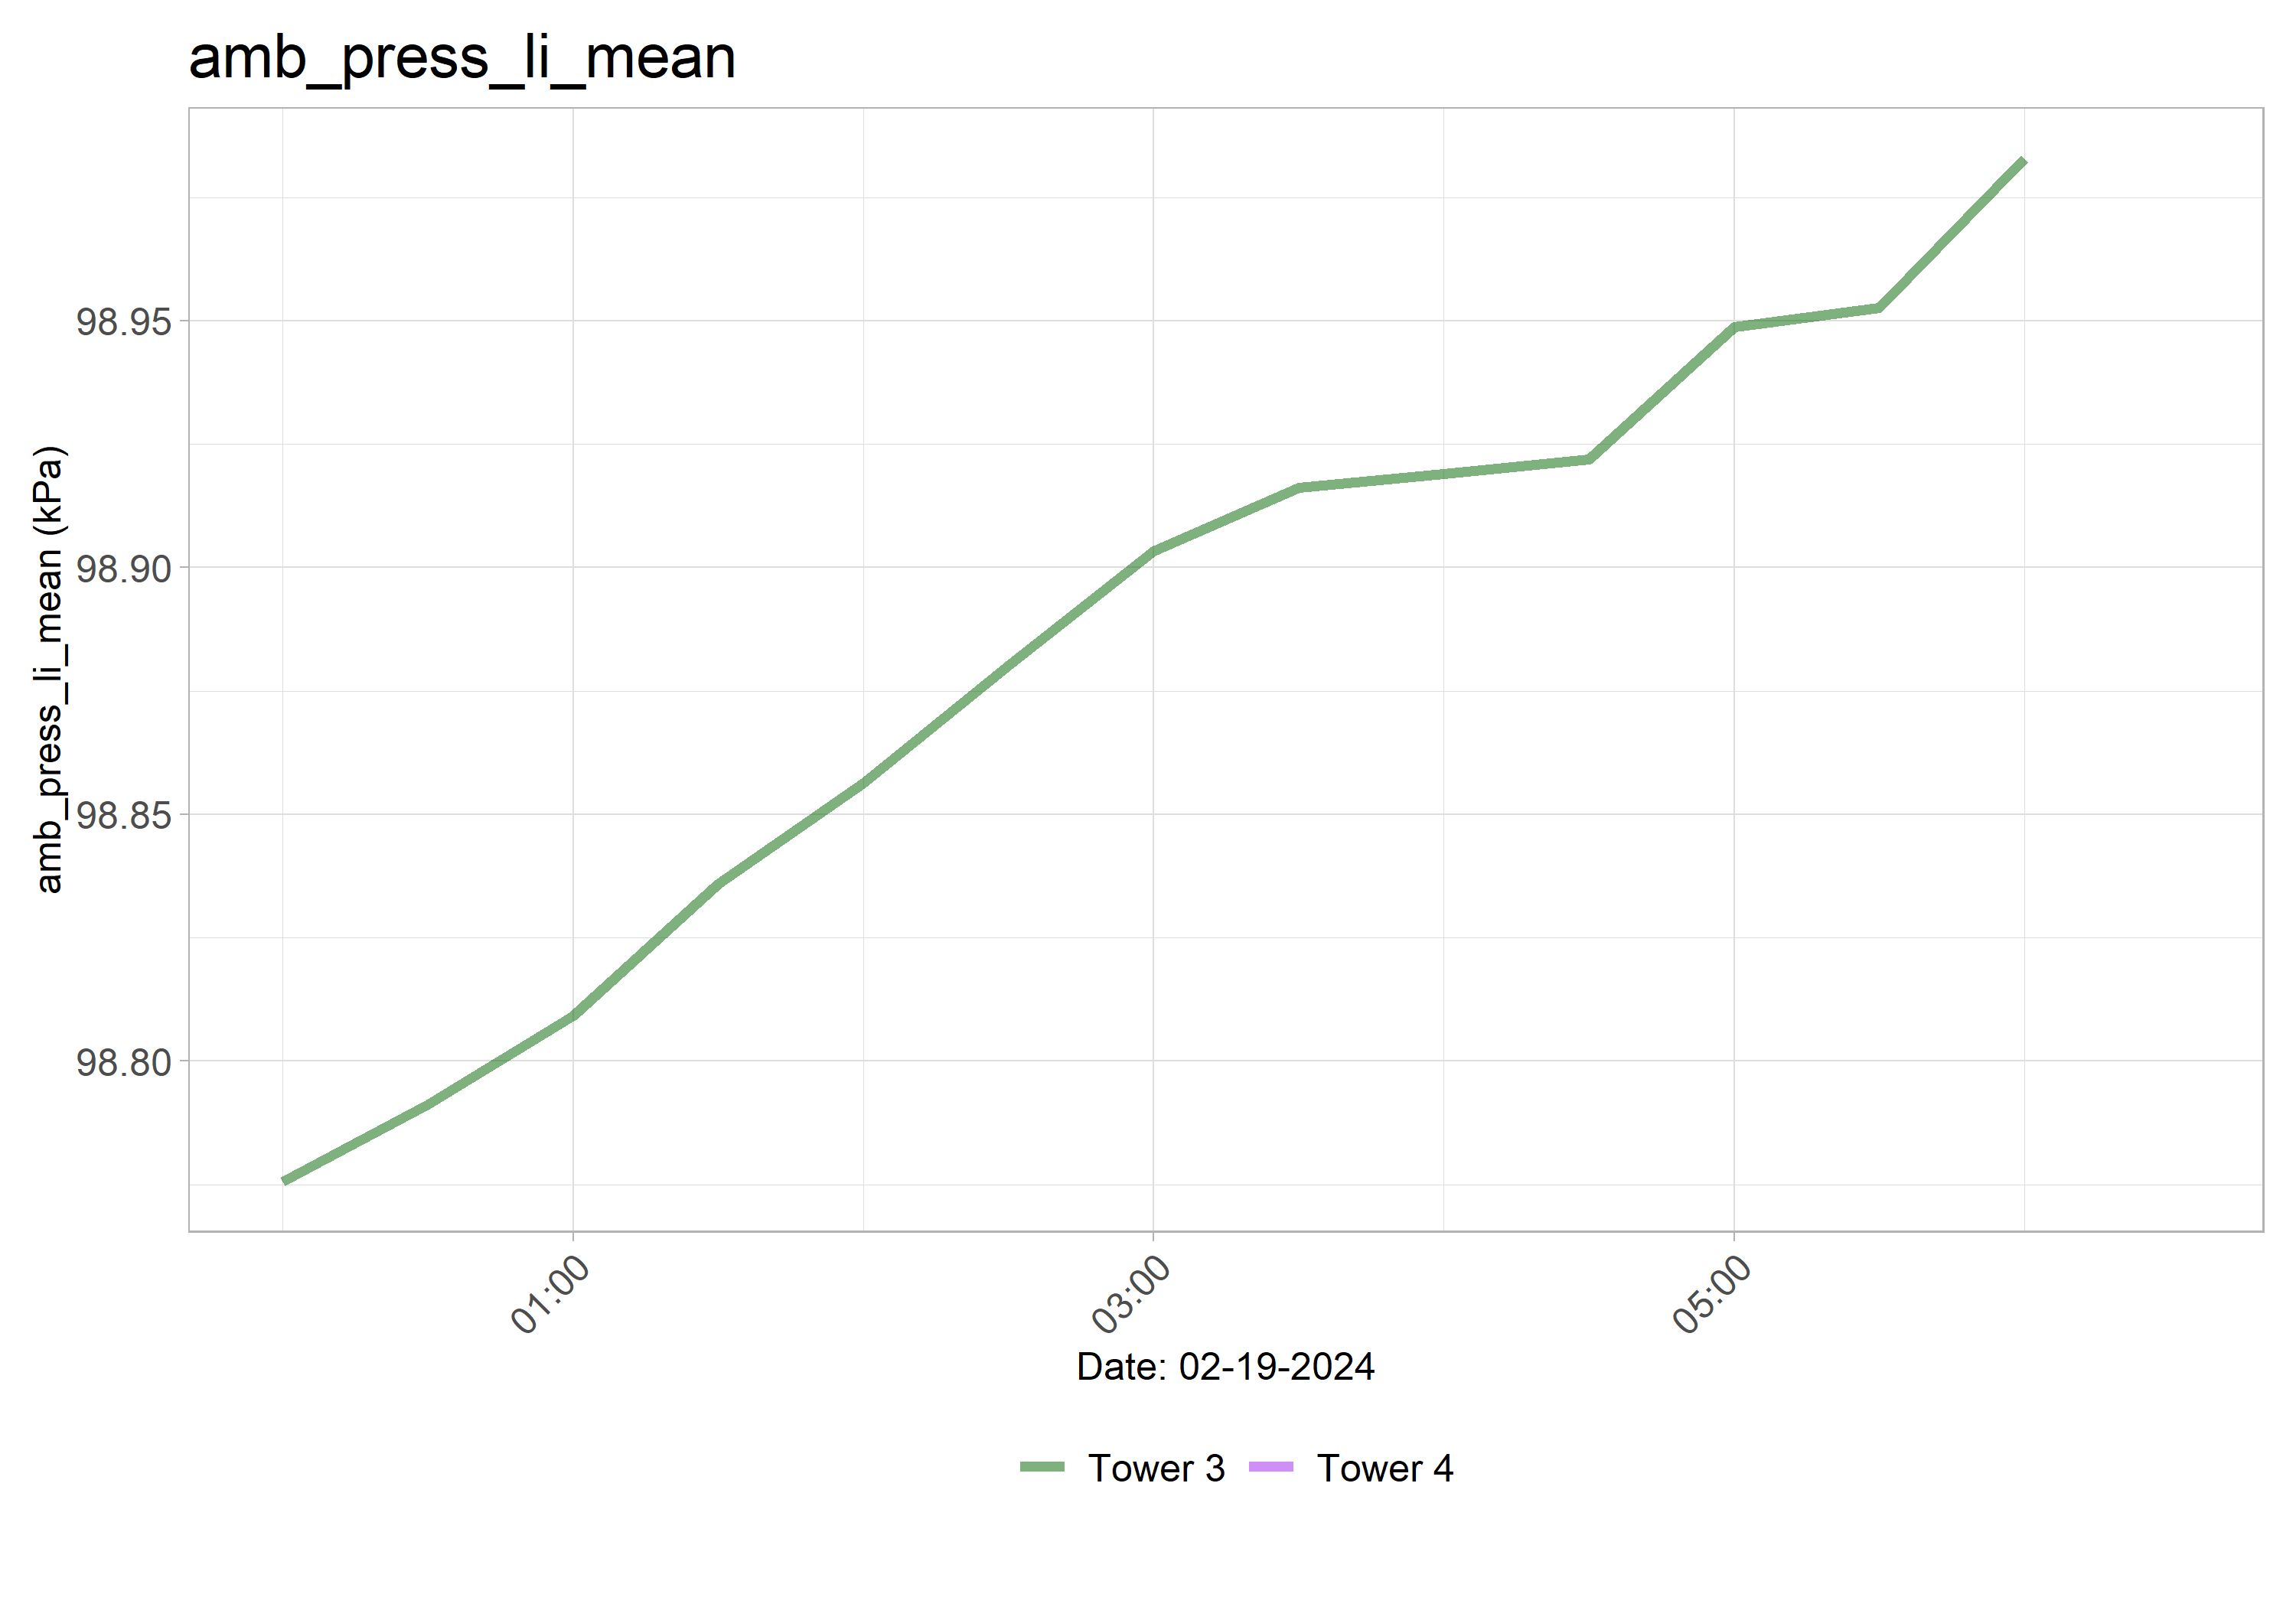 amb_press_li_mean
amb_press_li_mean (kPa)
98.95
98.90
98.85
98.80
01:00
03:00
05:00
Date: 02-19-2024
Tower 3
Tower 4